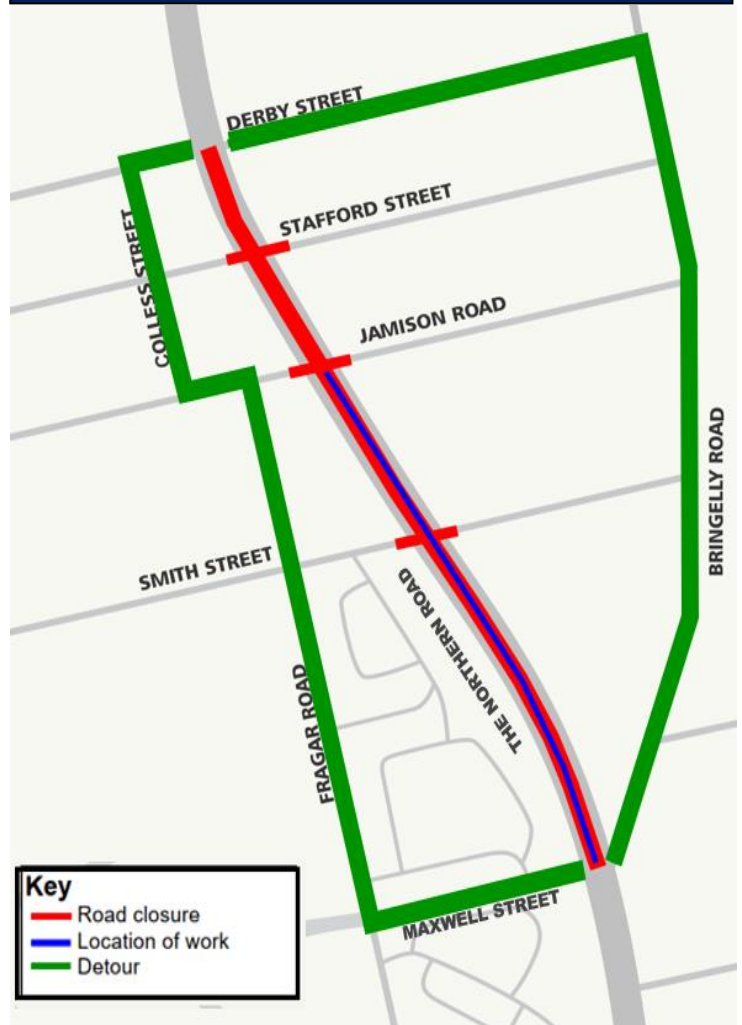 DERBY STREET
STAFFORD STREET
COLLESS STREET
JAMISON ROAD
BRINGELLY ROAD
SMITH STREET
THE NORTHERN ROAD
FRAGAR ROAD
MAXWELL STREET
Key
Road closure
Location of work
Detour